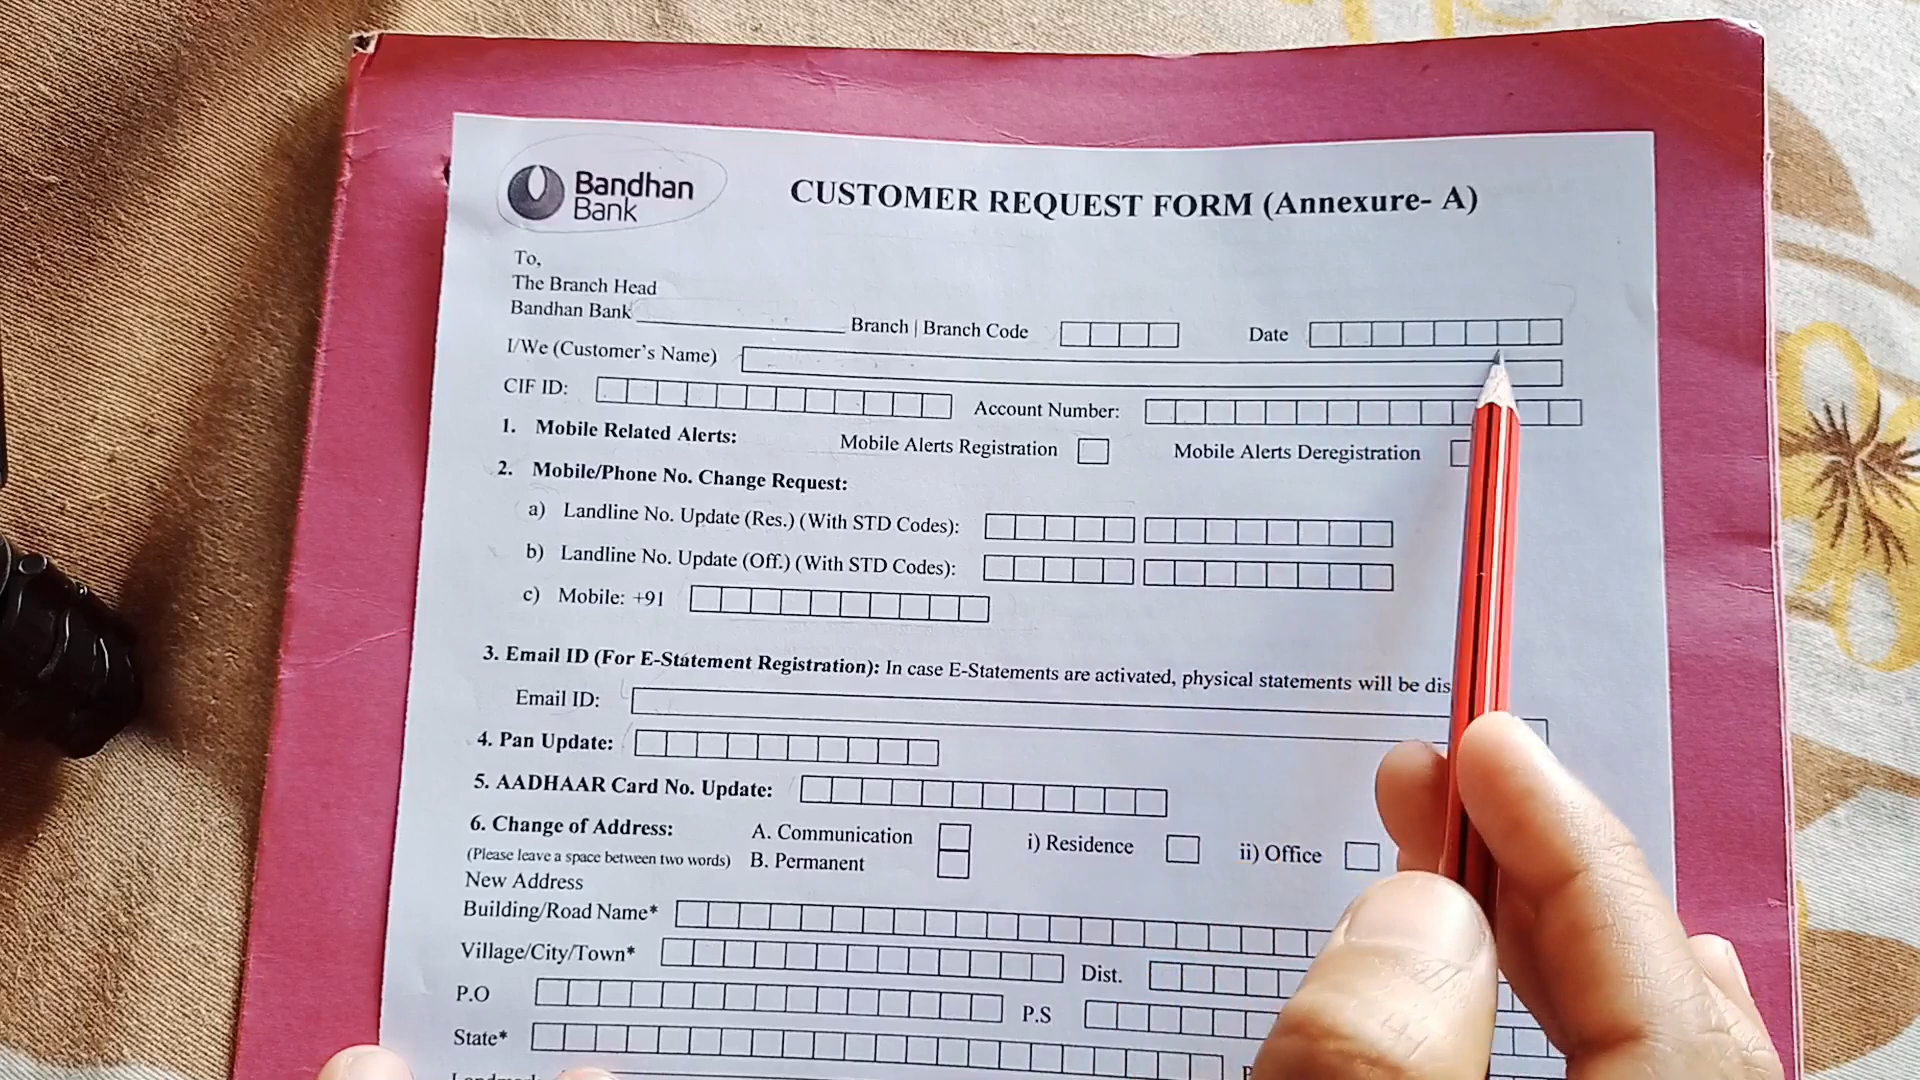 Bandhan
Bank
CUSTOMER REQUEST FORM (Annexure- A)
To,
The Branch Head
Bandhan Bank Branch | Branch Code Date
I/We (Customer's Name)
CIF ID: Account Number:
1. Mobile Related Alerts: Mobile Alerts Registration Mobile Alerts Deregistration
2. Mobile/Phone No. Change Request:
a) Landline No. Update (Res.) (With STD Codes):
b) Landline No. Update (Off.) (With STD Codes):
c) Mobile: +91
3. Email ID (For E-Statement Registration): In case E-Statements are activated, physical statements will be dis
Email ID:
4. Pan Update:
5. AADHAAR Card No. Update:
6. Change of Address: A. Communication i) Residence ii) Office
(Please leave a space between two words) B. Permanent
New Address
Building/Road Name*
Village/City/Town* Dist.
P.O P.S
State*